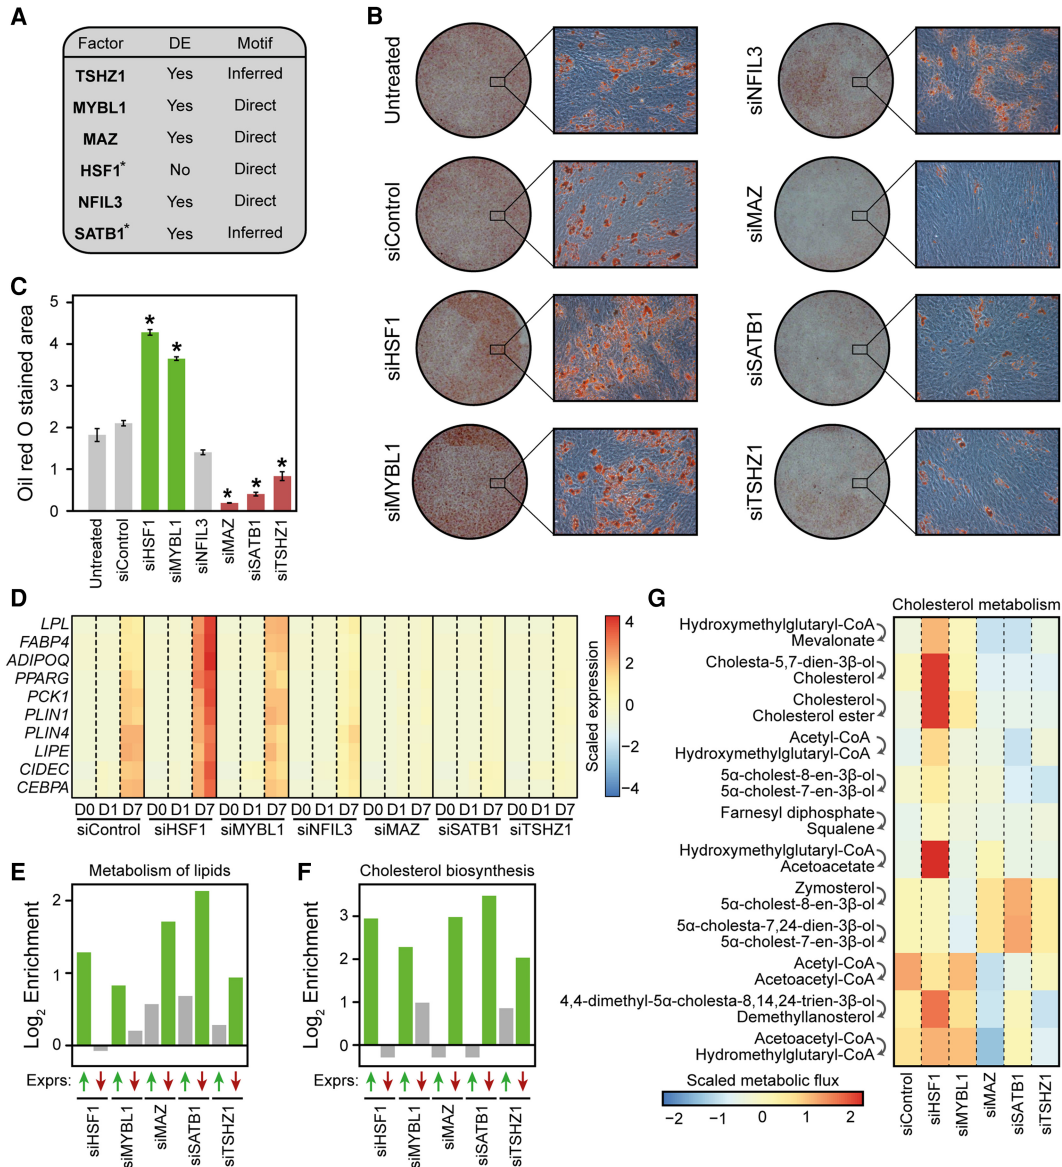 A
Factor DE Motif
TSHZ1 Yes Inferred
MYBL1 Yes Direct
MAZ Yes Direct
HSF1* No Direct
NFIL3 Yes Direct
SATB1* Yes Inferred
B
Untreated
siControl
siHSF1
siMYBL1
siNFIL3
siMAZ
siSATB1
siTSHZ1
C
Oil red O stained area
5
4
3
2
1
0
* * * * *
Untreated
siControl
siHSF1
siMYBL1
siNFIL3
siMAZ
siSATB1
siTSHZ1
D
LPL
FABP4
ADIPOQ
PPARG
PCK1
PLIN1
PLIN4
LIPE
CIDEC
CEBPA
D0 D1 D7 D0 D1 D7 D0 D1 D7 D0 D1 D7 D0 D1 D7 D0 D1 D7 D0 D1 D7
siControl siHSF1 siMYBL1 siNFIL3 siMAZ siSATB1 siTSHZ1
Scaled expression
4
2
0
−2
−4
E
Metabolism of lipids
Log2 Enrichment
2
1
0
Exprs:
siHSF1
siMYBL1
siMAZ
siSATB1
siTSHZ1
F
Cholesterol biosynthesis
Log2 Enrichment
3
2
1
0
Exprs:
siHSF1
siMYBL1
siMAZ
siSATB1
siTSHZ1
G
Cholesterol metabolism
Hydroxymethylglutaryl-CoA
Mevalonate
Cholesta-5,7-dien-3β-ol
Cholesterol
Cholesterol
Cholesterol ester
Acetyl-CoA
Hydroxymethylglutaryl-CoA
5α-cholest-8-en-3β-ol
5α-cholest-7-en-3β-ol
Farnesyl diphosphate
Squalene
Hydroxymethylglutaryl-CoA
Acetoacetate
Zymosterol
5α-cholest-8-en-3β-ol
5α-cholesta-7,24-dien-3β-ol
5α-cholest-7-en-3β-ol
Acetyl-CoA
Acetoacetyl-CoA
4,4-dimethyl-5α-cholesta-8,14,24-trien-3β-ol
Demethyllanosterol
Acetoacetyl-CoA
Hydromethylglutaryl-CoA
siControl
siHSF1
siMYBL1
siMAZ
siSATB1
siTSHZ1
Scaled metabolic flux
−2 −1 0 1 2